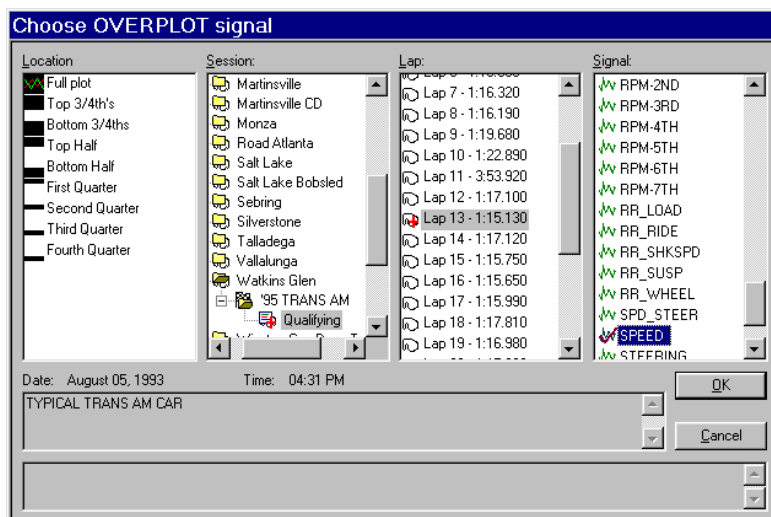 Choose OVERPLOT signal
Location
Full plot
Top 3/4th's
Bottom 3/4ths
Top Half
Bottom Half
First Quarter
Second Quarter
Third Quarter
Fourth Quarter
Session:
Martinsville
Martinsville CD
Monza
Road Atlanta
Salt Lake
Salt Lake Bobsled
Sebring
Silverstone
Talladega
Vallalunga
Watkins Glen
'95 TRANS AM
Qualifying
Lap:
Lap 7 - 1:16.320
Lap 8 - 1:16.190
Lap 9 - 1:19.680
Lap 10 - 1:22.890
Lap 11 - 3:53.920
Lap 12 - 1:17.100
Lap 13 - 1:15.130
Lap 14 - 1:17.120
Lap 15 - 1:15.750
Lap 16 - 1:15.650
Lap 17 - 1:15.990
Lap 18 - 1:17.810
Lap 19 - 1:16.980
Signal:
RPM-2ND
RPM-3RD
RPM-4TH
RPM-5TH
RPM-6TH
RPM-7TH
RR_LOAD
RR_RIDE
RR_SHKSPD
RR_SUSP
RR_WHEEL
SPD_STEER
SPEED
STEERING
Date: August 05, 1993 Time: 04:31 PM
TYPICAL TRANS AM CAR
OK
Cancel